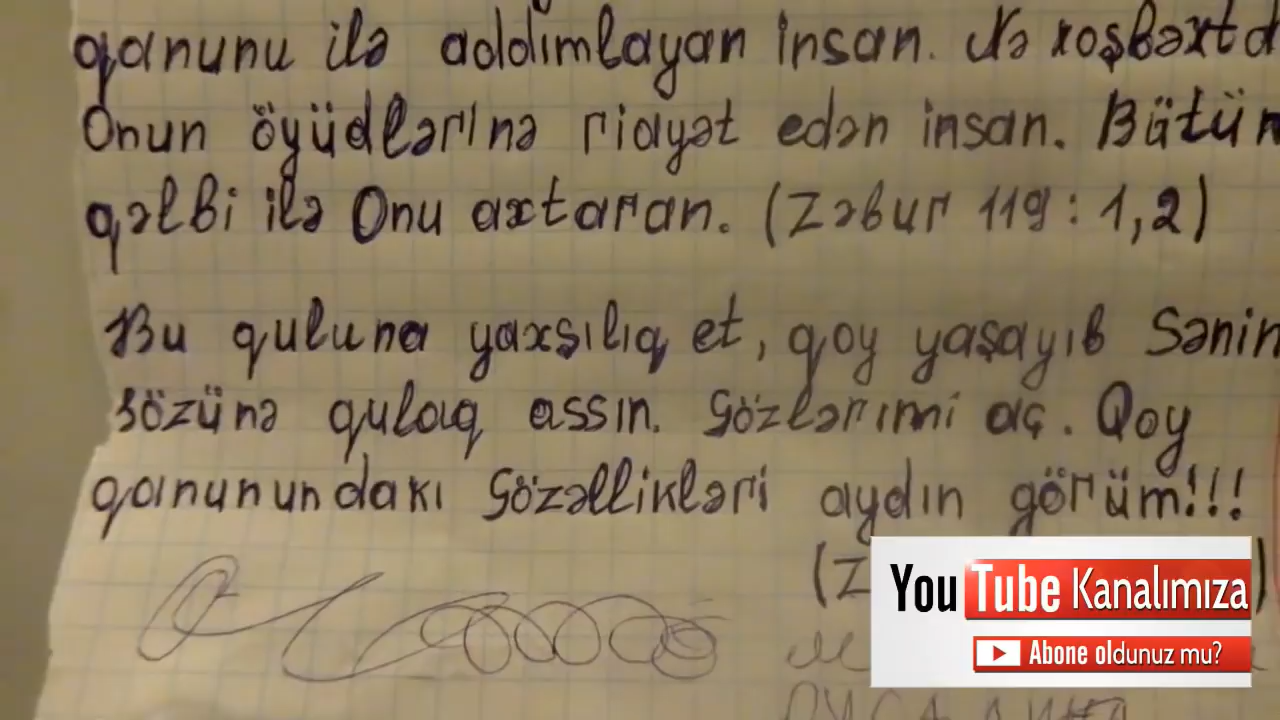 qanunu ilə addımlayan insan. Nə xoşbəxtd
Onun öyüdlərinə riayət edən insan. Bütün
qəlbi ilə Onu axtaran. (Zəbur 119 : 1,2)
Bu quluna yaxşılıq et, qoy yaşayıb Sənin
sözünə qulaq assın. Gözlərımi aç. Qoy
qanunundakı gözəllikləri aydın görüm!!!
(Z )
YouTube Kanalımıza
Abone oldunuz mu?